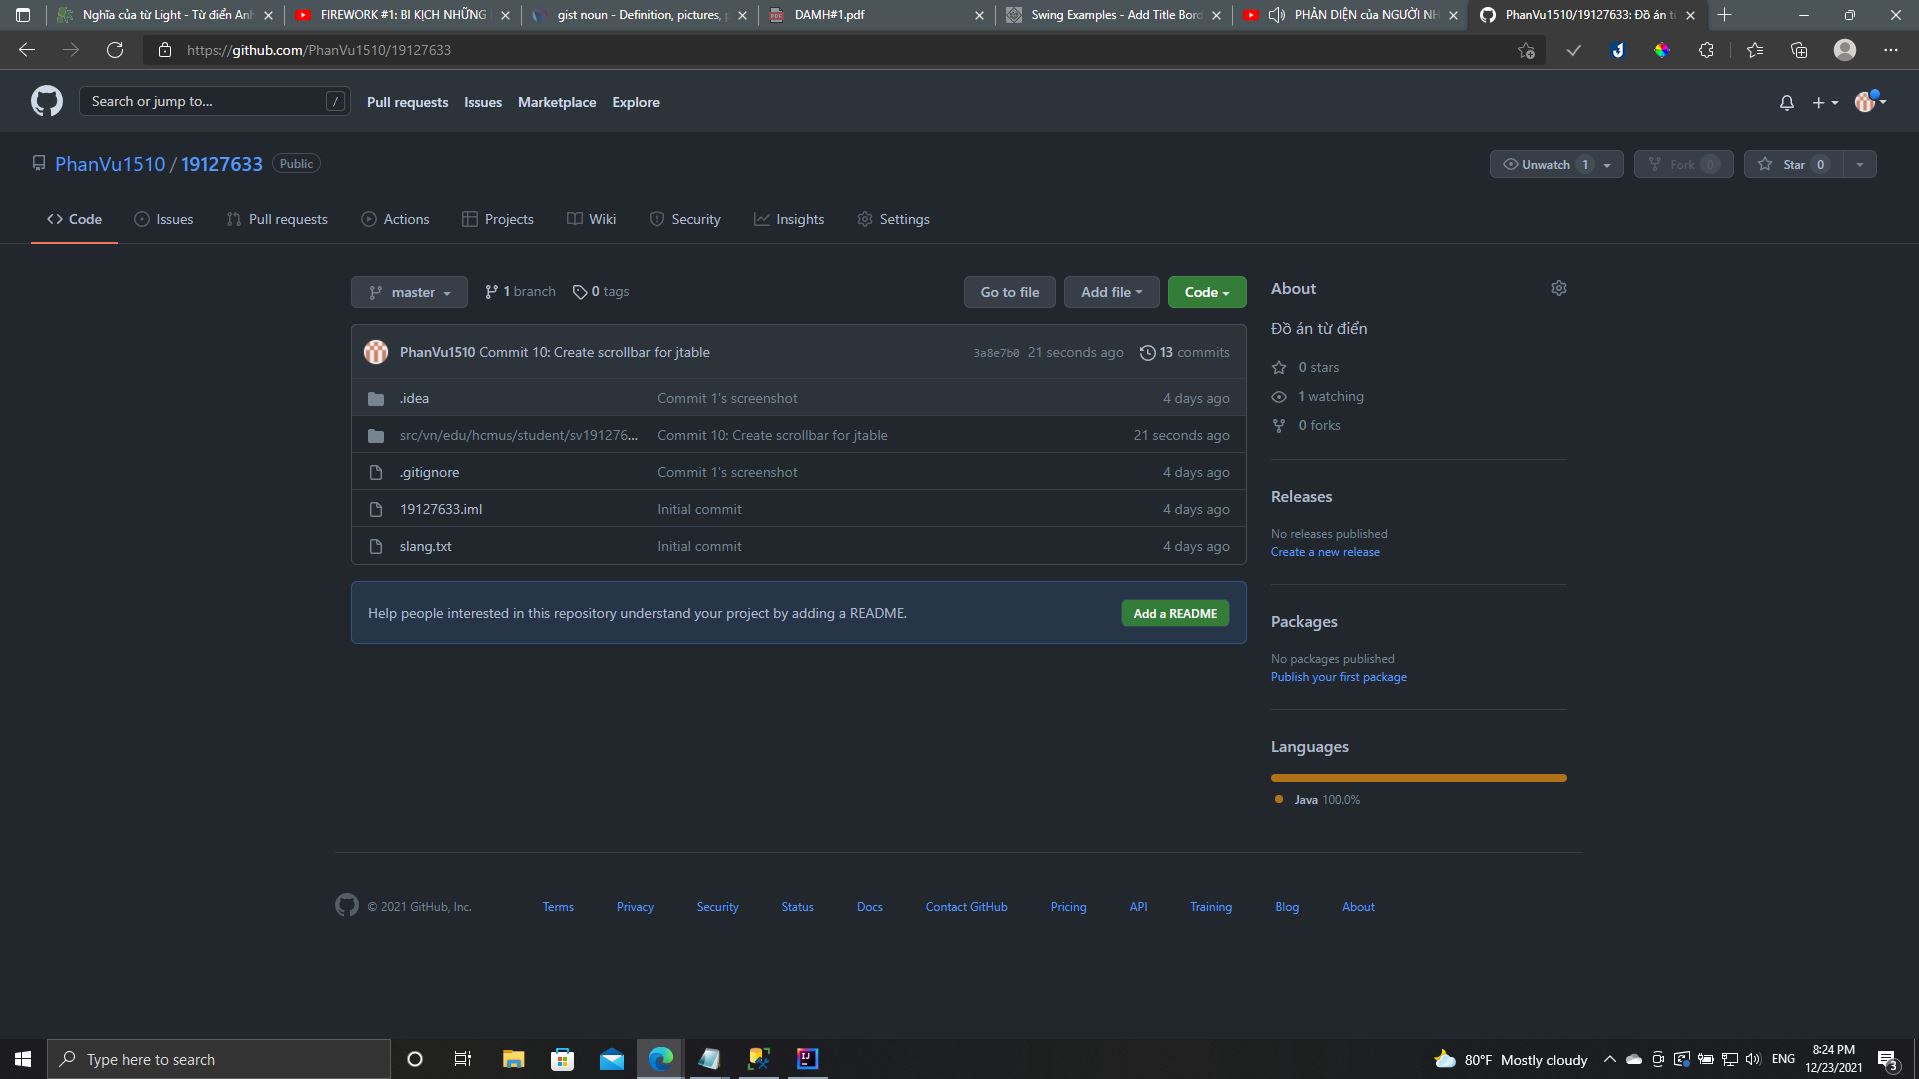 Nghĩa của từ Light - Từ điển Anh
FIREWORK #1: BI KỊCH NHỮNG
gist noun - Definition, pictures, p
DAMH#1.pdf
Swing Examples - Add Title Bord
PHẢN DIỆN của NGƯỜI NH
PhanVu1510/19127633: Đồ án từ
https://github.com/PhanVu1510/19127633
Search or jump to...
/
Pull requests
Issues
Marketplace
Explore
PhanVu1510 / 19127633
Public
Unwatch 1
Fork 0
Star 0
Code
Issues
Pull requests
Actions
Projects
Wiki
Security
Insights
Settings
master
1 branch
0 tags
Go to file
Add file
Code
PhanVu1510 Commit 10: Create scrollbar for jtable
3a8e7b0 21 seconds ago
13 commits
.idea
Commit 1's screenshot
4 days ago
src/vn/edu/hcmus/student/sv191276...
Commit 10: Create scrollbar for jtable
21 seconds ago
.gitignore
Commit 1's screenshot
4 days ago
19127633.iml
Initial commit
4 days ago
slang.txt
Initial commit
4 days ago
Help people interested in this repository understand your project by adding a README.
Add a README
About
Đồ án từ điển
0 stars
1 watching
0 forks
Releases
No releases published
Create a new release
Packages
No packages published
Publish your first package
Languages
Java 100.0%
© 2021 GitHub, Inc.
Terms
Privacy
Security
Status
Docs
Contact GitHub
Pricing
API
Training
Blog
About
Type here to search
IJ
80°F Mostly cloudy
ENG
8:24 PM
12/23/2021
3